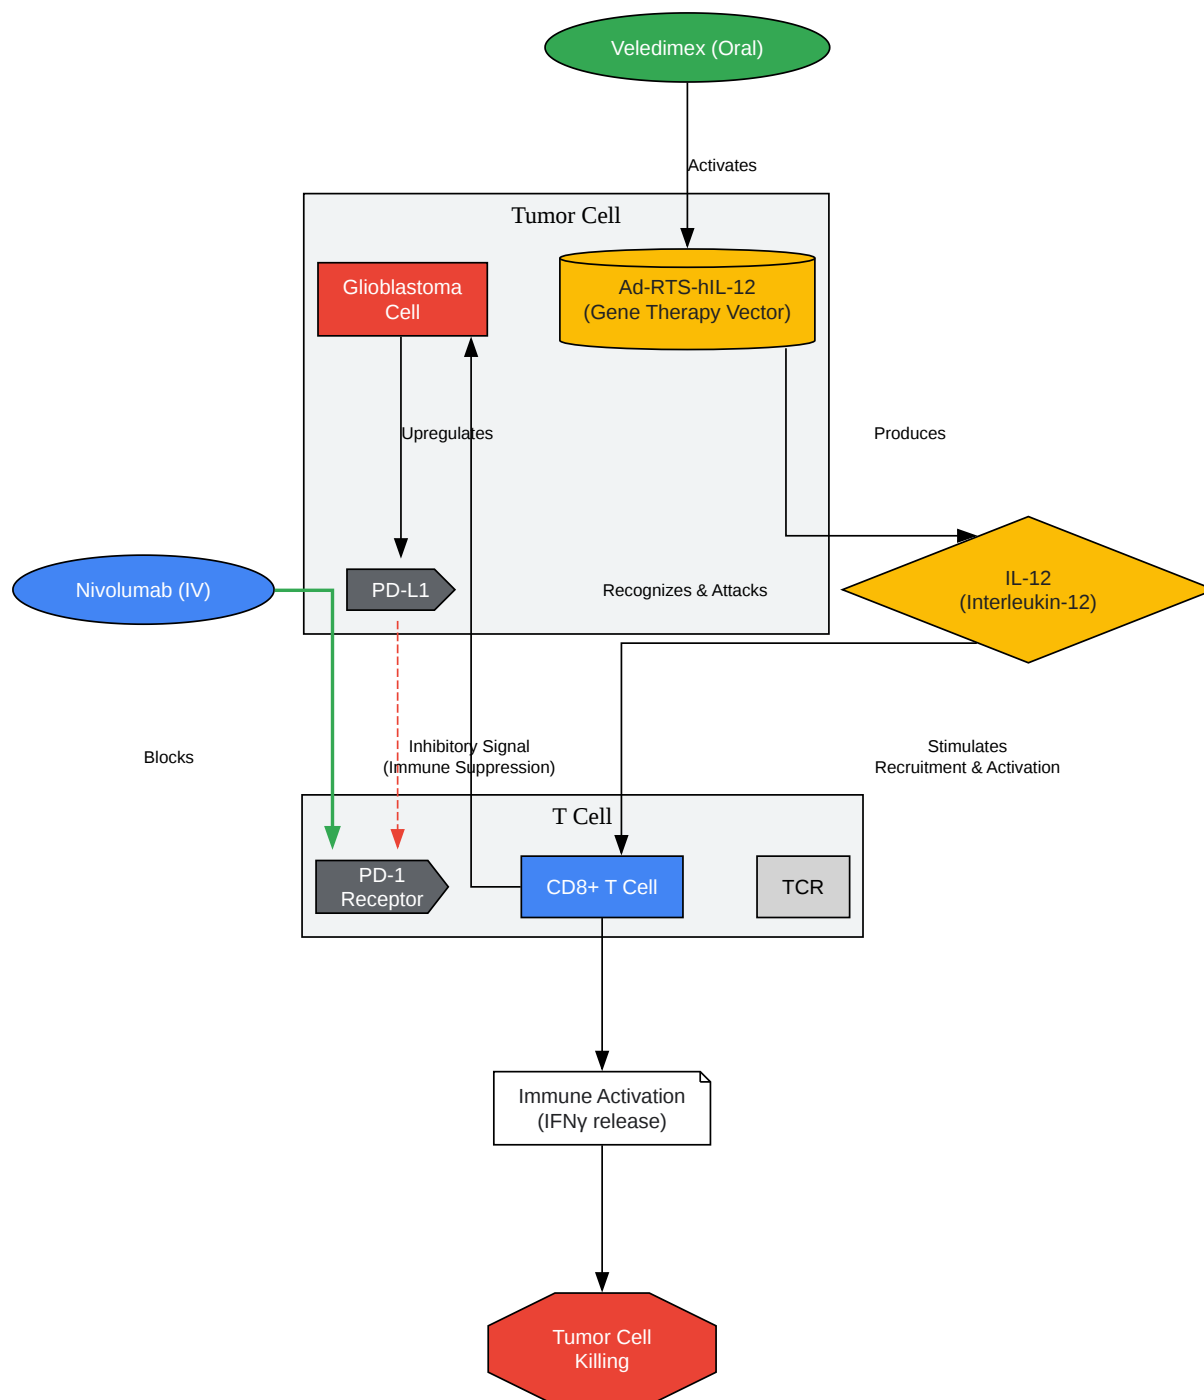 Veledimex (Oral)
Activates
Tumor Cell
Glioblastoma
Cell
Ad-RTS-hIL-12
(Gene Therapy Vector)
Upregulates
Produces
Nivolumab (IV)
PD-L1
Recognizes & Attacks
IL-12
(Interleukin-12)
Blocks
Inhibitory Signal
(Immune Suppression)
Stimulates
Recruitment & Activation
T Cell
PD-1
Receptor
CD8+ T Cell
TCR
Immune Activation
(IFNγ release)
Tumor Cell
Killing